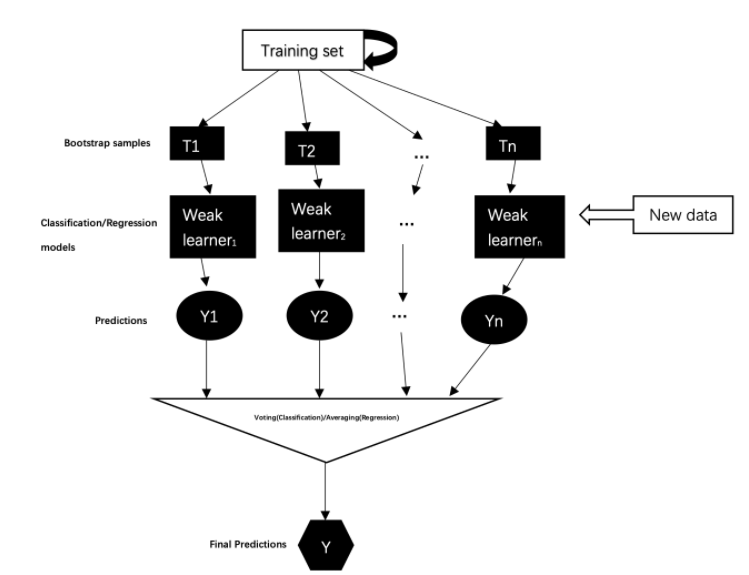 Training set
Bootstrap samples
T1
T2
...
Tn
Classification/Regression
models
Weak
learner₁
Weak
learner₂
...
Weak
learnerₙ
New data
Predictions
Y1
Y2
...
Yn
Voting(Classification)/Averaging(Regression)
Final Predictions
Y